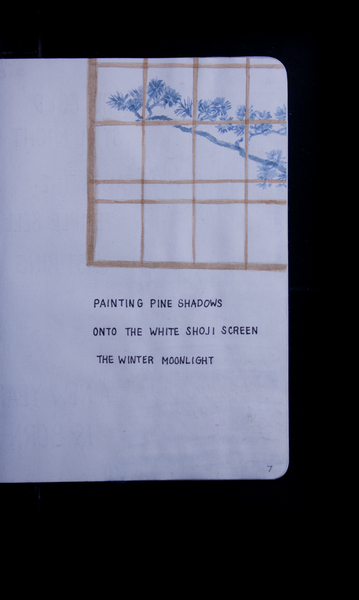 PAINTING PINE SHADOWS
ONTO THE WHITE SHOJI SCREEN
THE WINTER MOONLIGHT
7